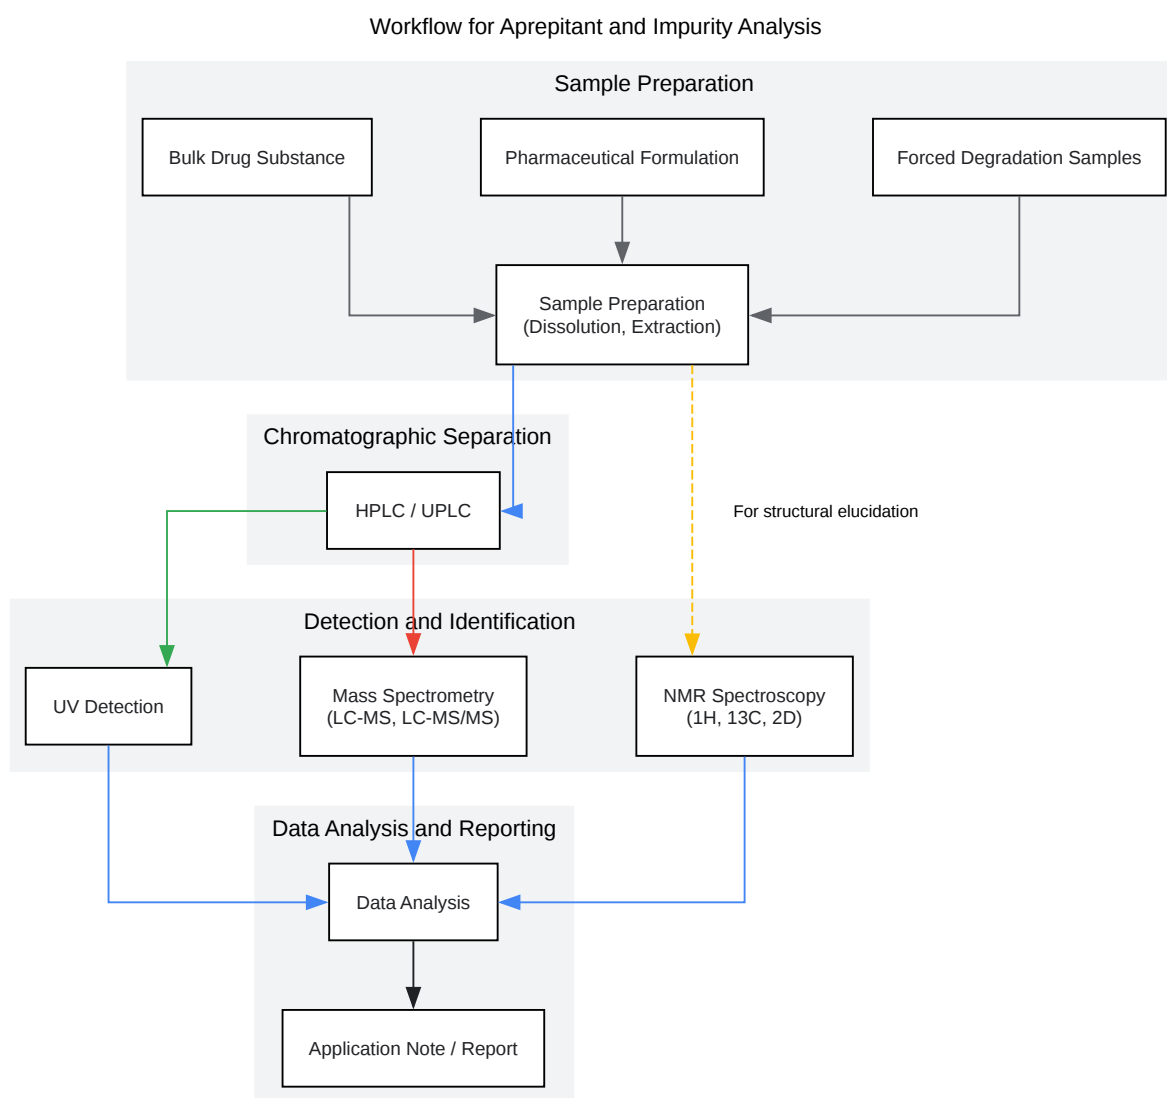 Workflow for Aprepitant and Impurity Analysis
Sample Preparation
Bulk Drug Substance
Pharmaceutical Formulation
Forced Degradation Samples
Sample Preparation
(Dissolution, Extraction)
Chromatographic Separation
HPLC / UPLC
For structural elucidation
Detection and Identification
UV Detection
Mass Spectrometry
(LC-MS, LC-MS/MS)
NMR Spectroscopy
(1H, 13C, 2D)
Data Analysis and Reporting
Data Analysis
Application Note / Report